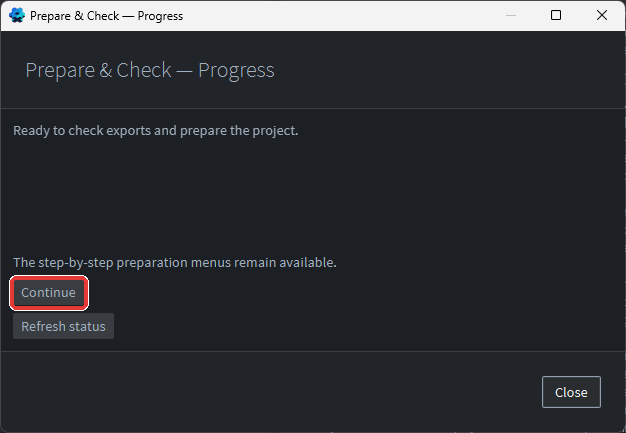 Prepare & Check — Progress
Prepare & Check — Progress
Ready to check exports and prepare the project.
The step-by-step preparation menus remain available.
Continue
Refresh status
Close